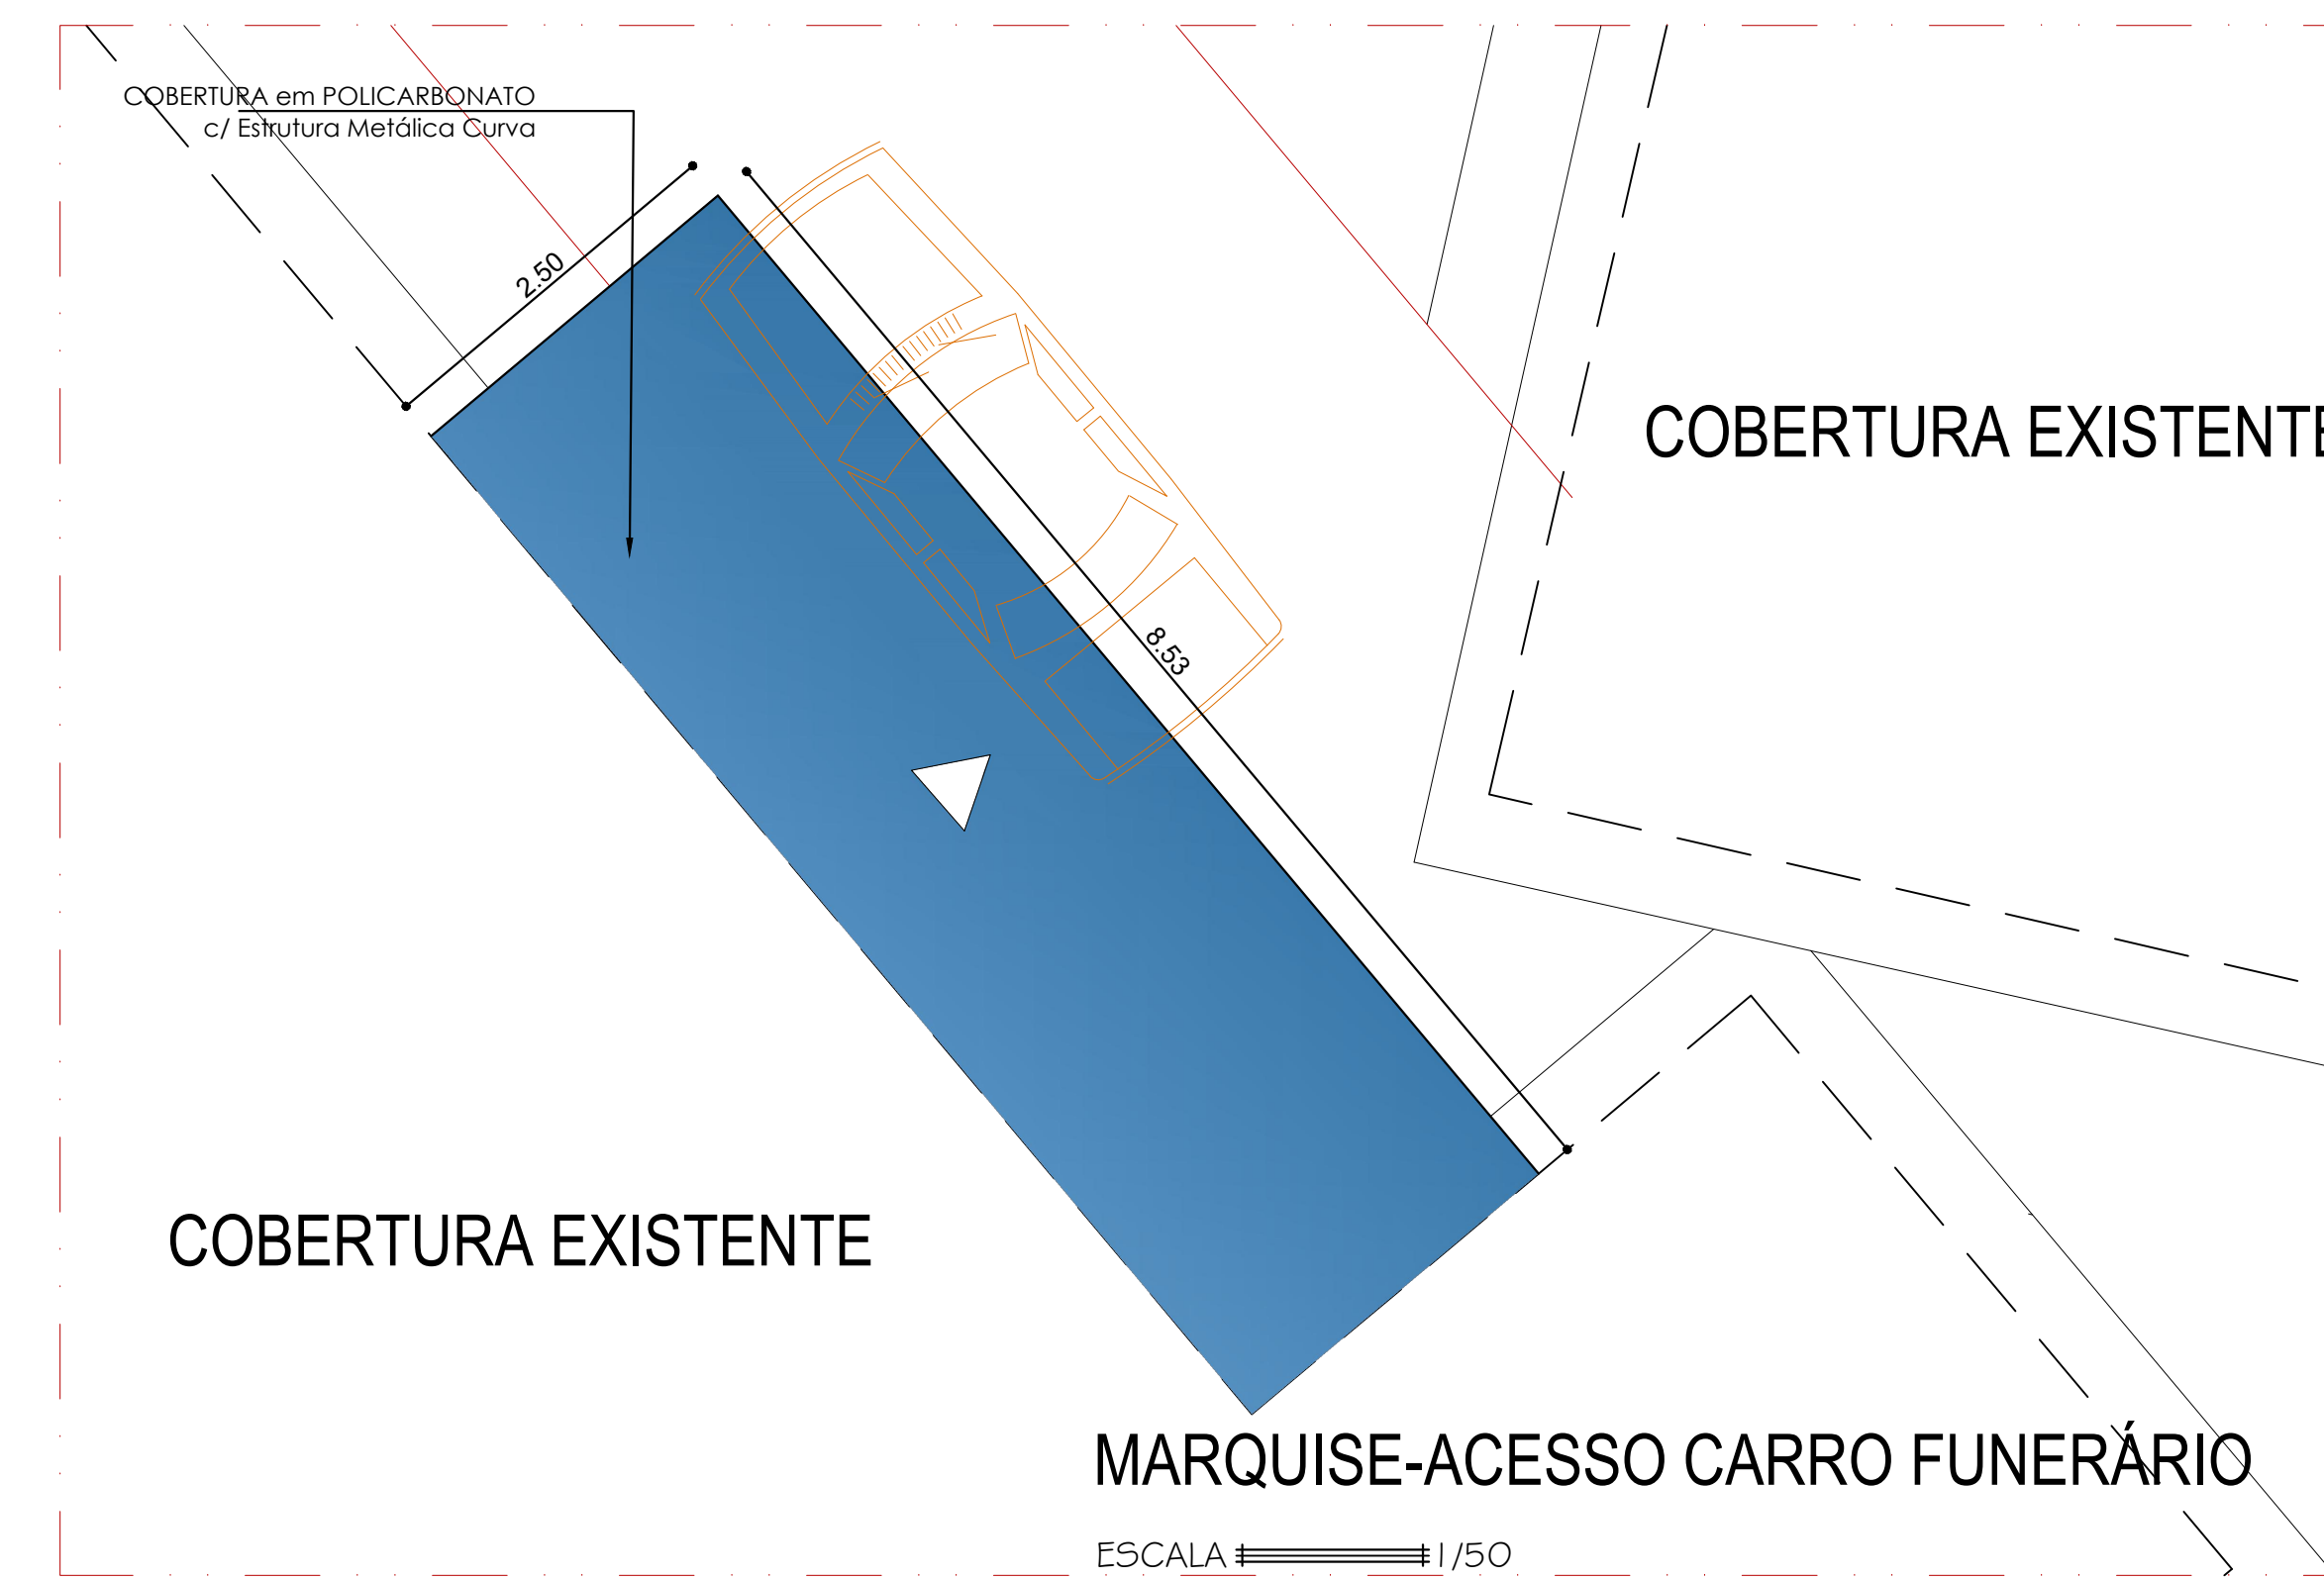 COBERTURA em POLICARBONATO
c/ Estrutura Metálica Curva
2.50
COBERTURA EXISTENTE
8.53
COBERTURA EXISTENTE
MARQUISE-ACESSO CARRO FUNERÁRIO
ESCALA 1/50